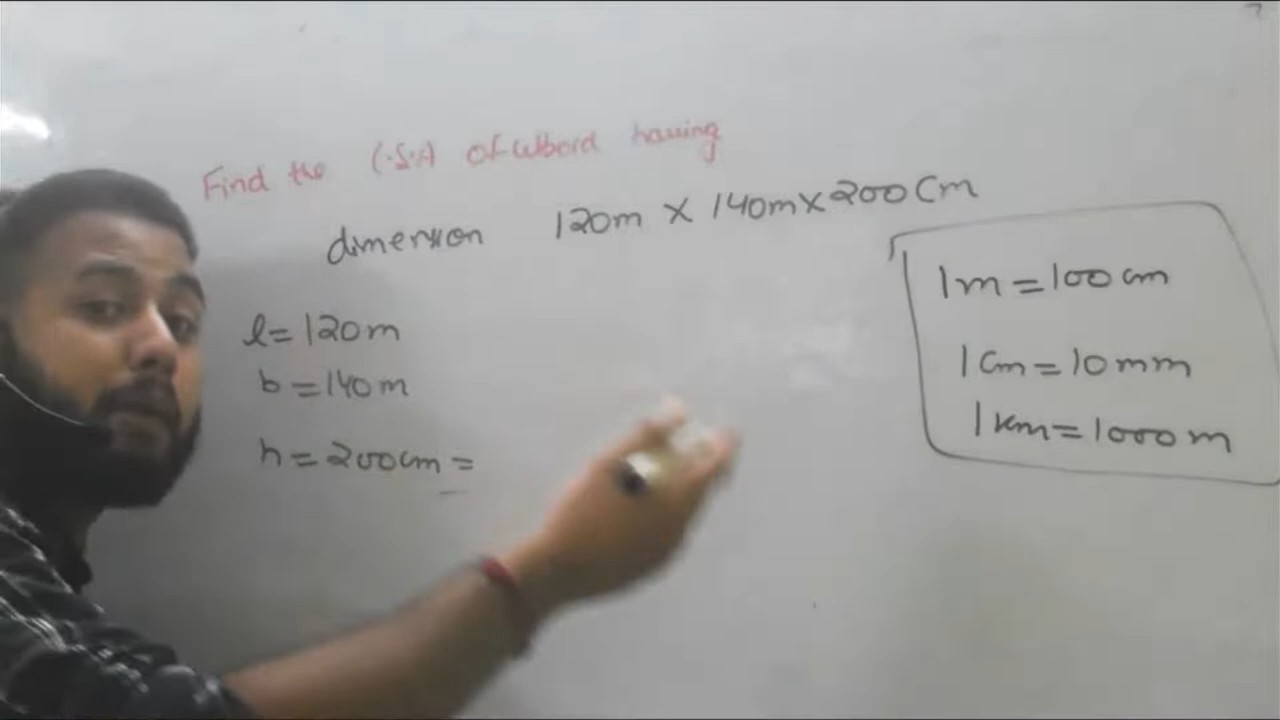 Find the C.S.A of cuboid having
dimension 120m X 140m X 200 Cm
l = 120m
b = 140m
h = 200cm =
1m = 100 cm
1 Cm = 10 mm
1 km = 1000 m